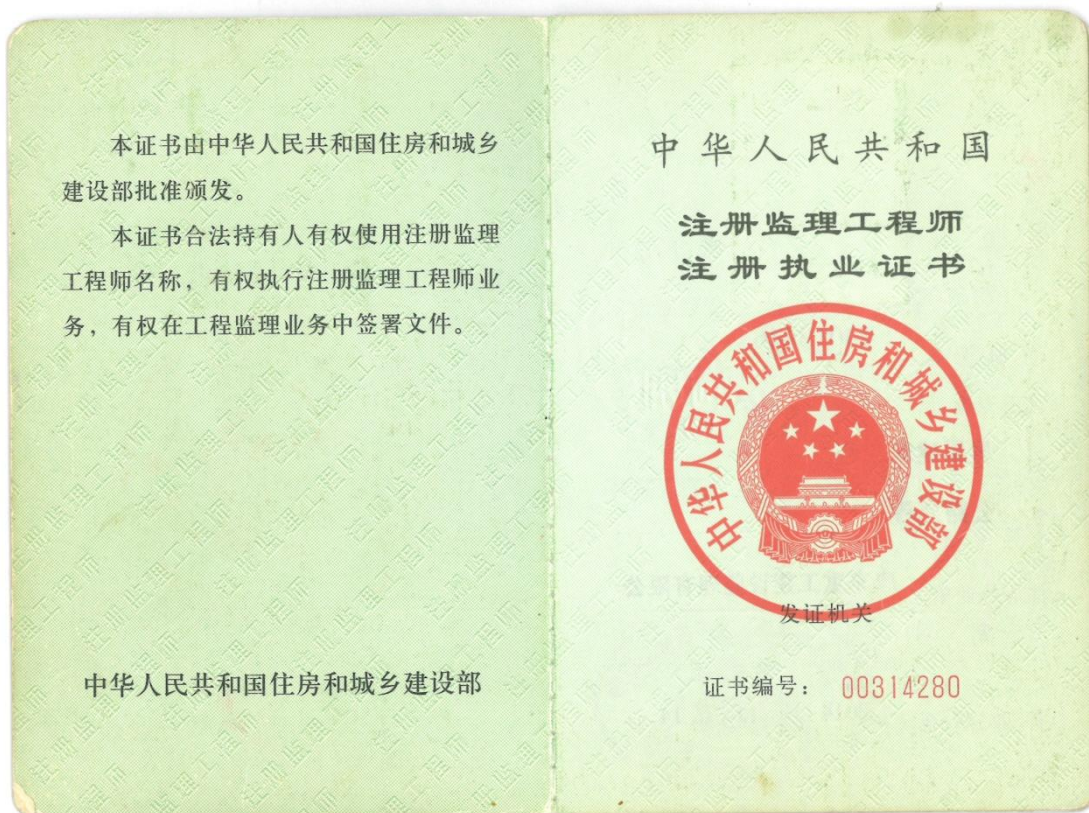 本证书由中华人民共和国住房和城乡
建设部批准颁发。
本证书合法持有人有权使用注册监理
工程师名称，有权执行注册监理工程师业
务，有权在工程监理业务中签署文件。
中华人民共和国住房和城乡建设部
中华人民共和国
注册监理工程师
注册执业证书
中华人民共和国住房和城乡建设部
发证机关
证书编号：00314280